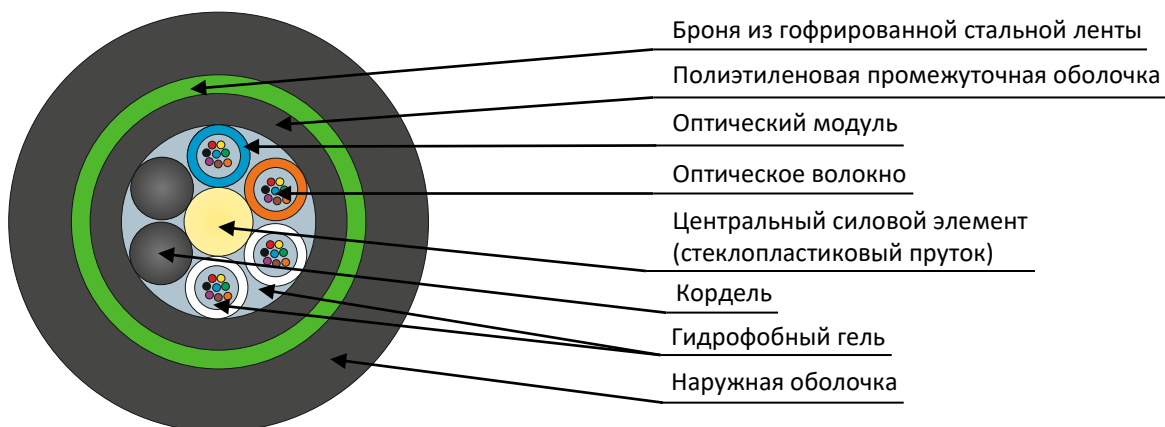 Броня из гофрированной стальной ленты
Полиэтиленовая промежуточная оболочка
Оптический модуль
Оптическое волокно
Центральный силовой элемент
(стеклопластиковый пруток)
Кордель
Гидрофобный гель
Наружная оболочка